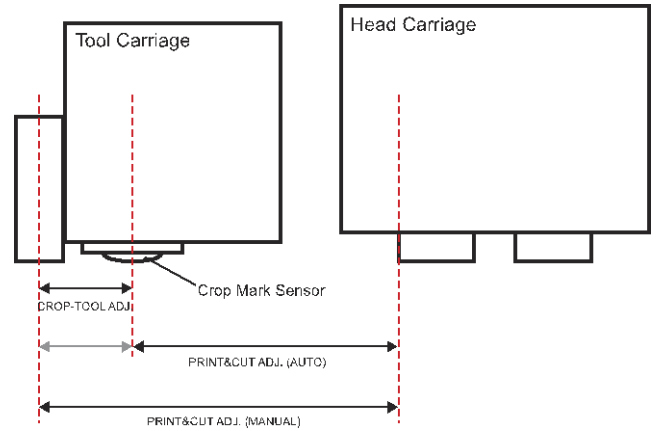 Tool Carriage
Head Carriage
Crop Mark Sensor
CROP-TOOL ADJ.
PRINT&CUT ADJ. (AUTO)
PRINT&CUT ADJ. (MANUAL)